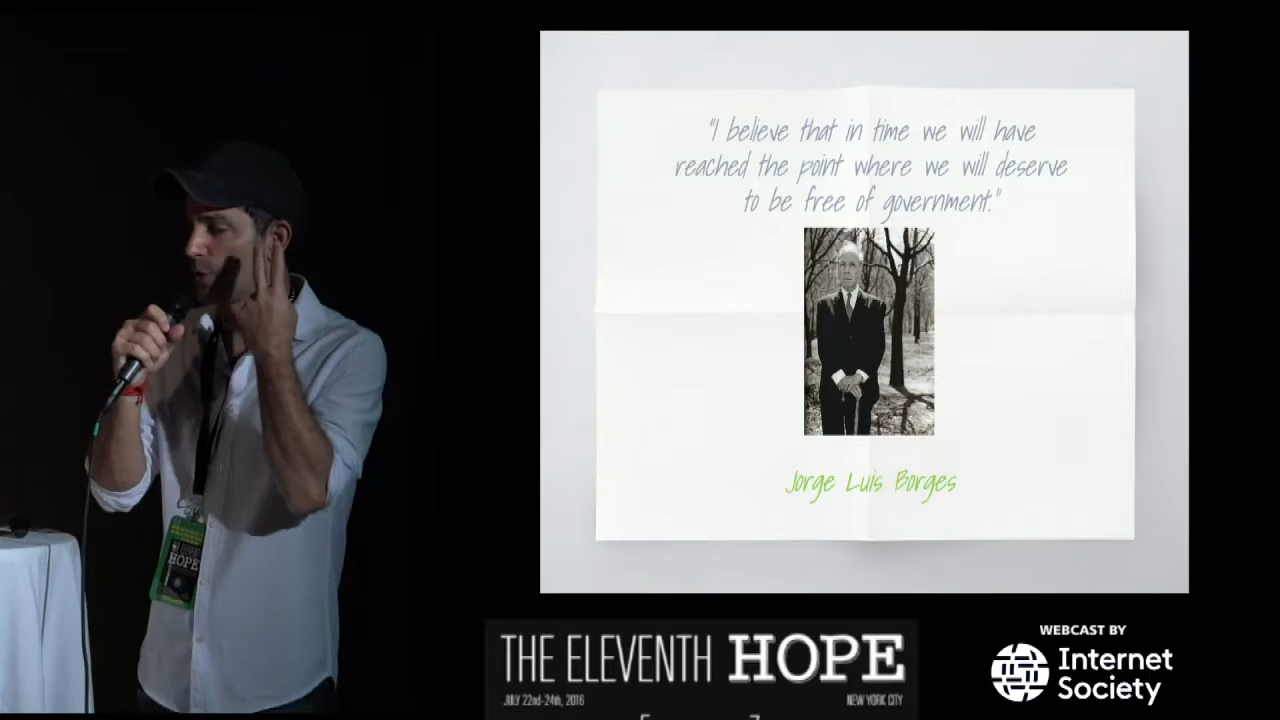 "I believe that in time we will have
reached the point where we will deserve
to be free of government."
Jorge Luis Borges
HOPE
THE ELEVENTH HOPE
JULY 22nd-24th, 2016
NEW YORK CITY
WEBCAST BY
Internet
Society